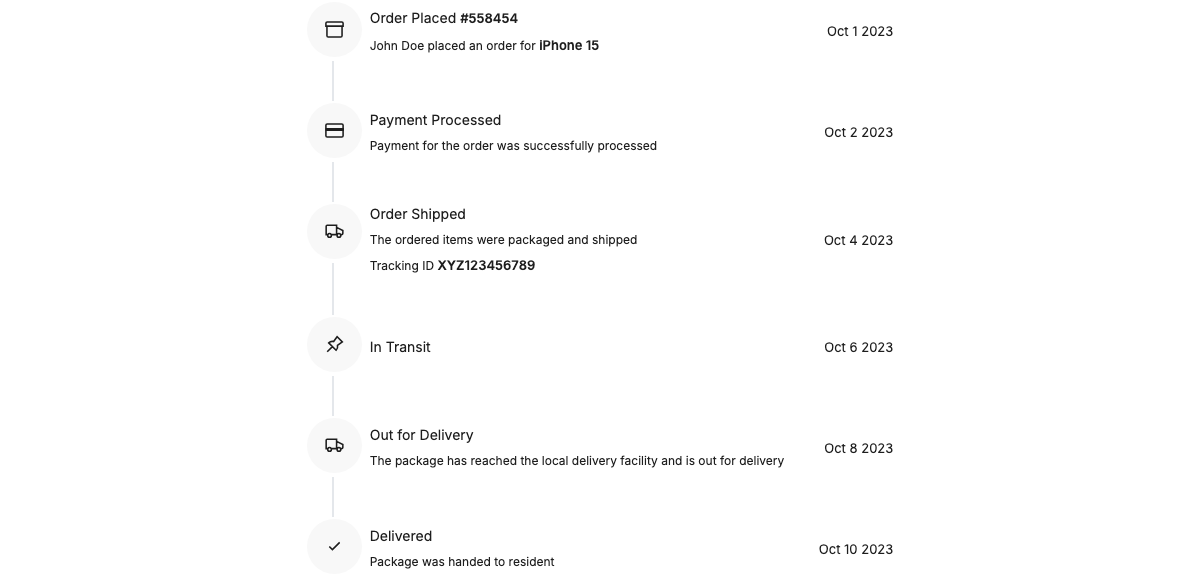 Order Placed #558454
John Doe placed an order for iPhone 15
Oct 1 2023
Payment Processed
Payment for the order was successfully processed
Oct 2 2023
Order Shipped
The ordered items were packaged and shipped
Tracking ID XYZ123456789
Oct 4 2023
In Transit
Oct 6 2023
Out for Delivery
The package has reached the local delivery facility and is out for delivery
Oct 8 2023
Delivered
Package was handed to resident
Oct 10 2023